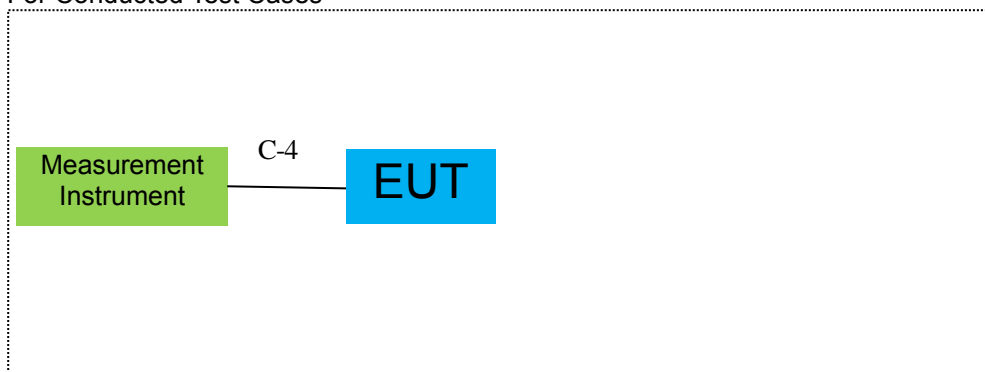 For Conducted Test Cases
C-4
Measurement
Instrument
EUT